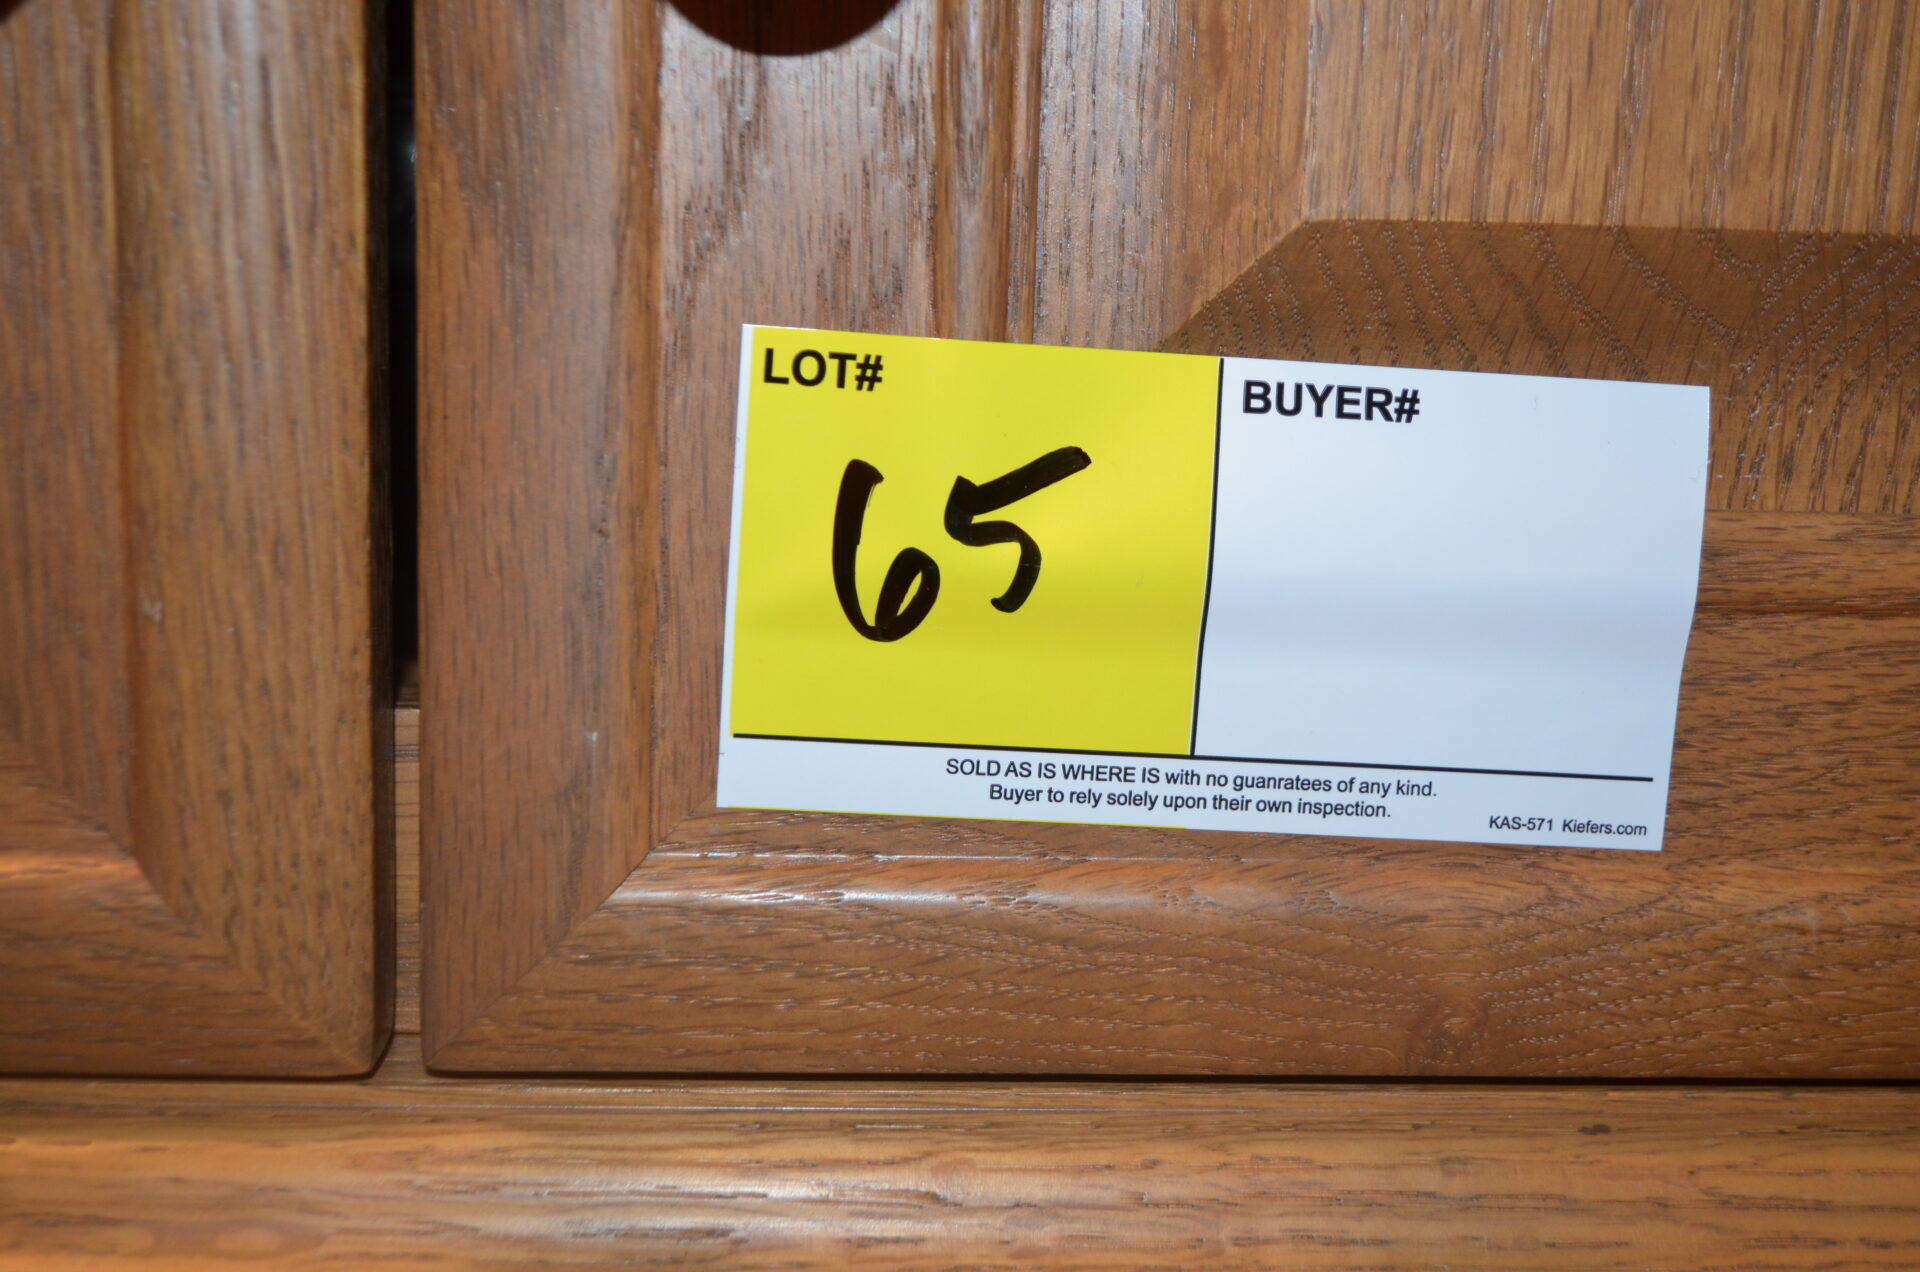 LOT# BUYER#
65
SOLD AS IS WHERE IS with no guanratees of any kind.
Buyer to rely solely upon their own inspection.
KAS-571 Kiefers.com